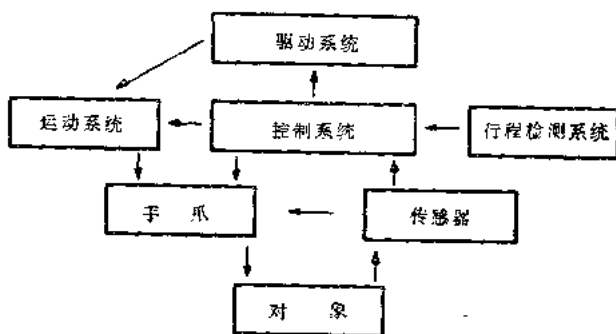 驱动系统
运动系统
控制系统
行程检测系统
手 爪
传感器
对 象